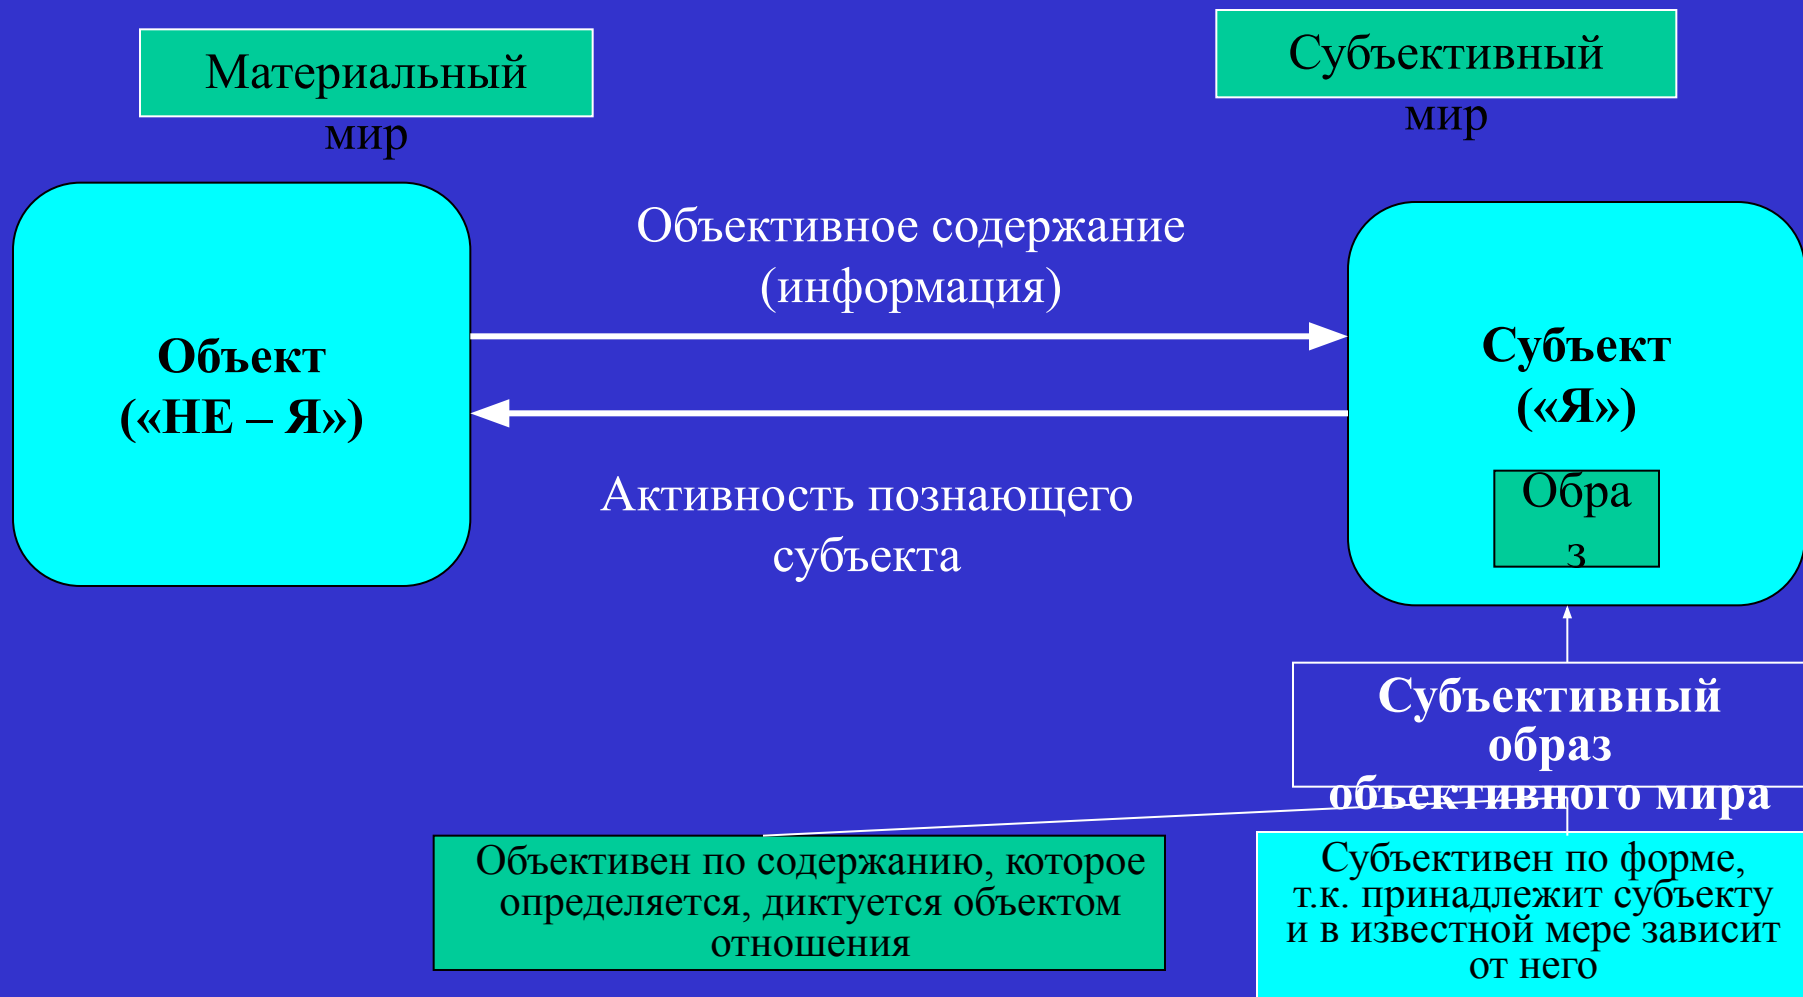 Материальный
мир
Субъективный
мир
Объективное содержание
(информация)
Объект
(«НЕ – Я»)
Субъект
(«Я»)
Обра
з
Активность познающего
субъекта
Субъективный
образ
объективного мира
Объективен по содержанию, которое
определяется, диктуется объектом
отношения
Субъективен по форме,
т.к. принадлежит субъекту
и в известной мере зависит
от него